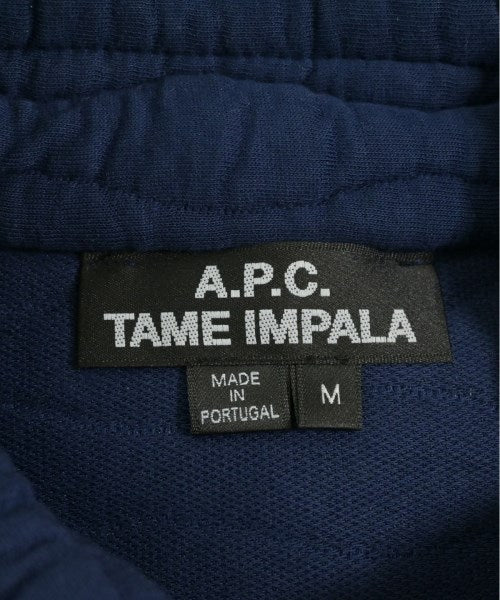 A.P.C.
TAME IMPALA
MADE
IN
PORTUGAL
M